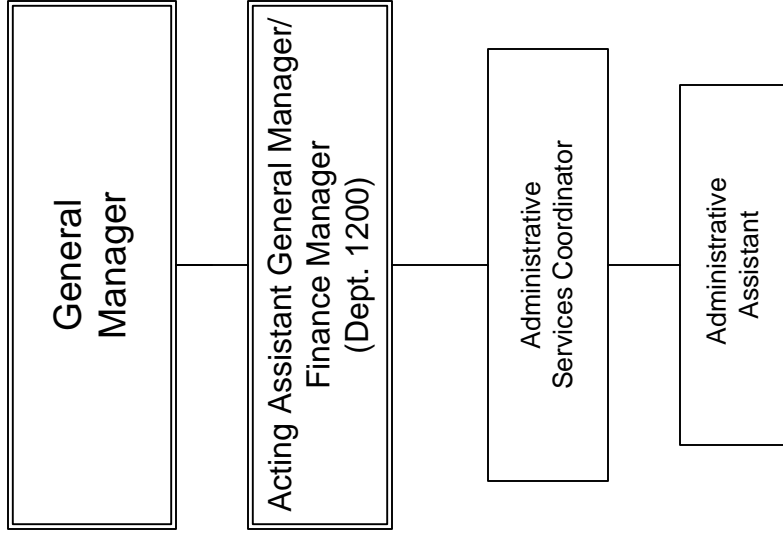 General
Manager
Acting Assistant General Manager/
Finance Manager
(Dept. 1200)
Administrative
Services Coordinator
Administrative
Assistant